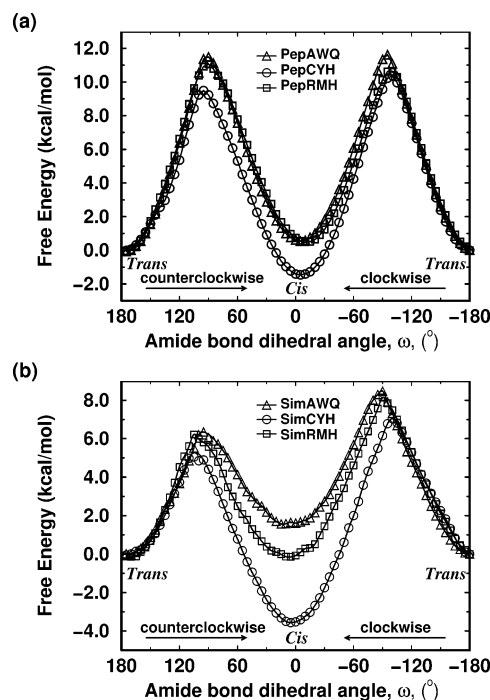 (a)
12.0
10.0
8.0
6.0
4.0
2.0
0.0
−2.0
Free Energy (kcal/mol)
PepAWQ
PepCYH
PepRMH
Trans
Cis
Trans
counterclockwise
clockwise
180 120 60 0 −60 −120 −180
Amide bond dihedral angle, ω, (°)
(b)
8.0
6.0
4.0
2.0
0.0
−2.0
−4.0
Free Energy (kcal/mol)
SimAWQ
SimCYH
SimRMH
Trans
Trans
counterclockwise
Cis
clockwise
180 120 60 0 −60 −120 −180
Amide bond dihedral angle, ω, (°)